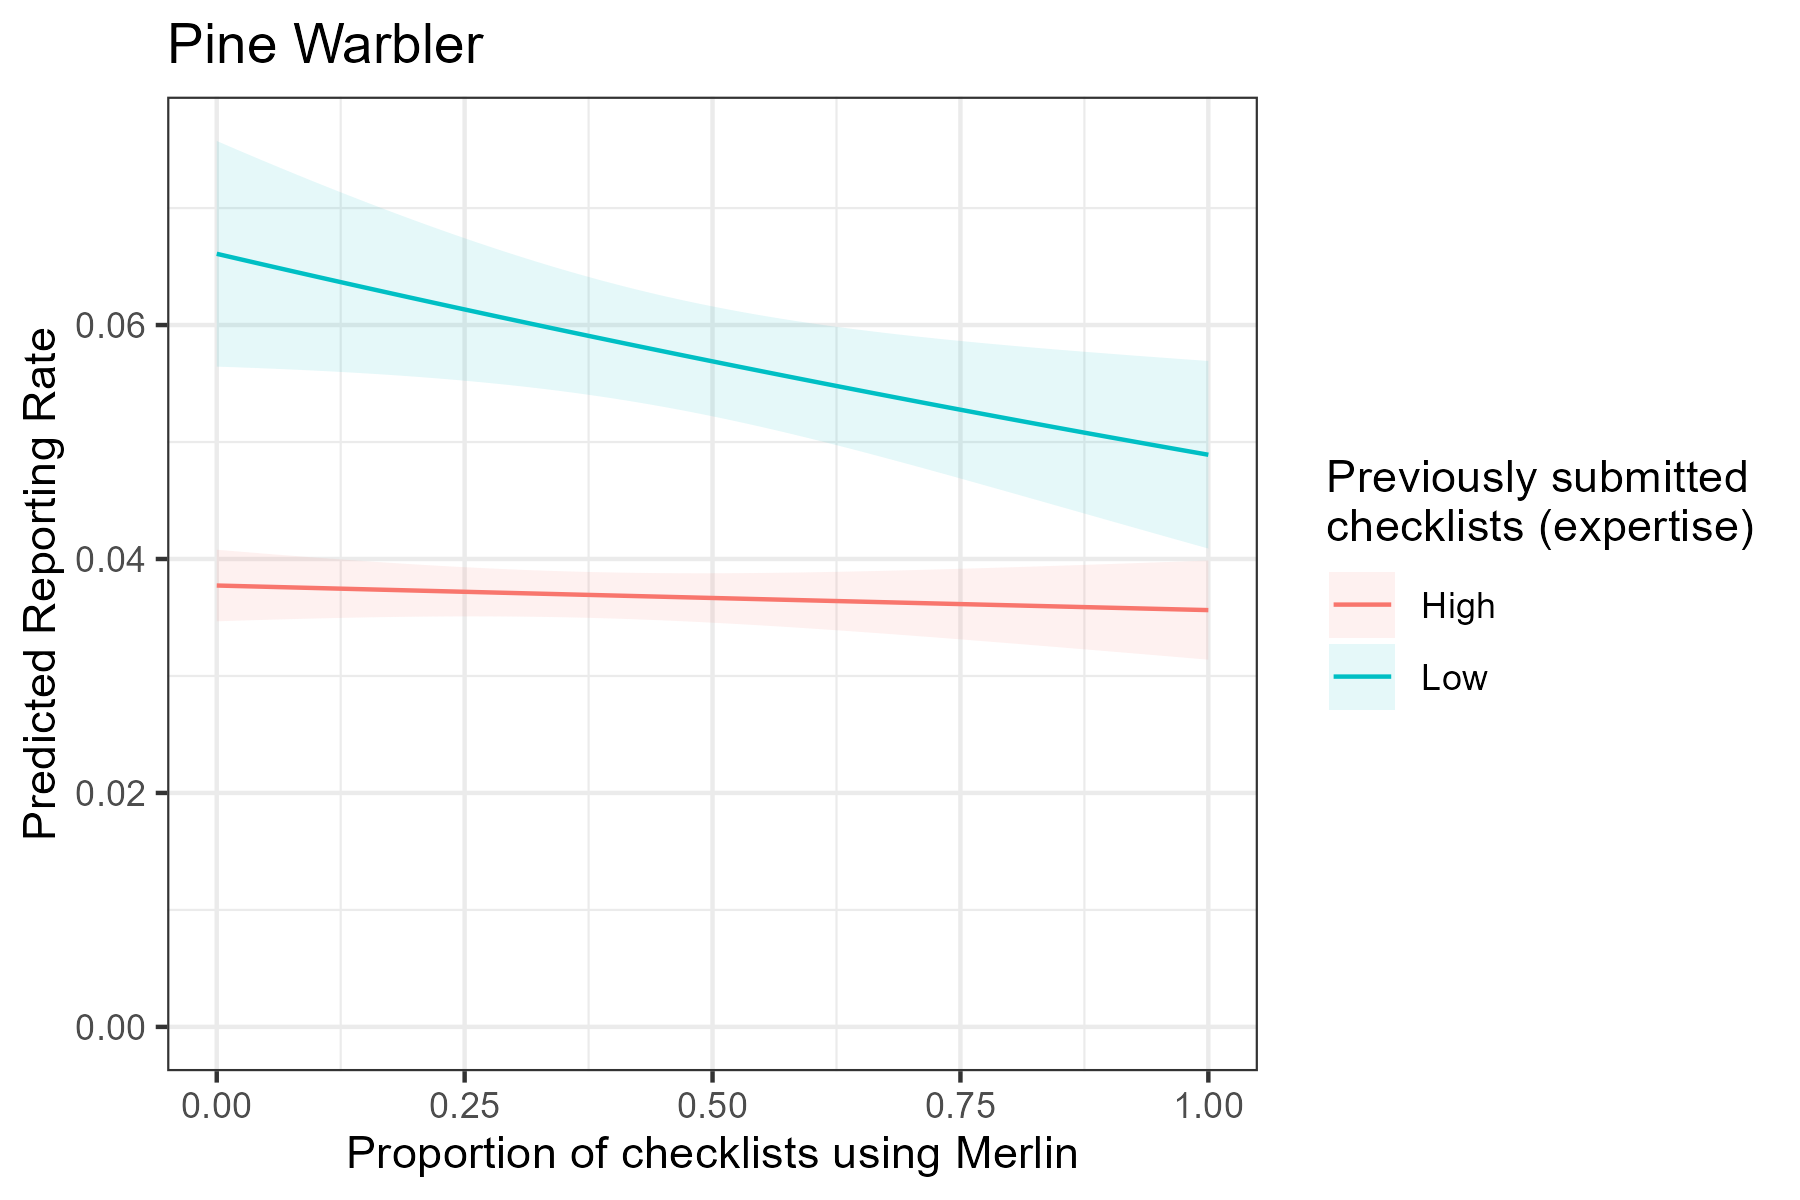 Pine Warbler
Predicted Reporting Rate
0.06
0.04
0.02
0.00
0.00 0.25 0.50 0.75 1.00
Proportion of checklists using Merlin
Previously submitted
checklists (expertise)
High
Low